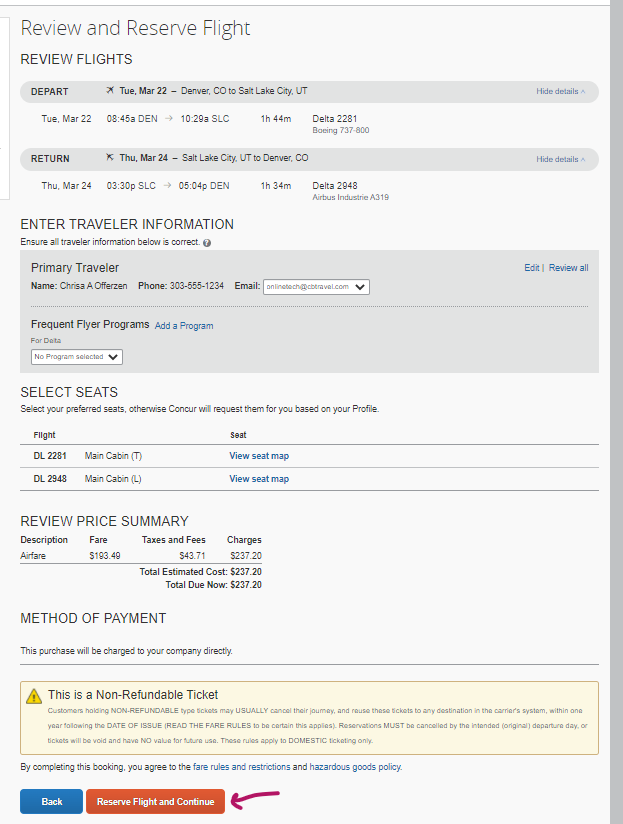 Review and Reserve Flight
REVIEW FLIGHTS
DEPART Tue, Mar 22 – Denver, CO to Salt Lake City, UT Hide details ^
Tue, Mar 22 08:45a DEN → 10:29a SLC 1h 44m Delta 2281
Boeing 737-800
RETURN Thu, Mar 24 – Salt Lake City, UT to Denver, CO Hide details ^
Thu, Mar 24 03:30p SLC → 05:04p DEN 1h 34m Delta 2948
Airbus Industrie A319
ENTER TRAVELER INFORMATION
Ensure all traveler information below is correct. ?
Primary Traveler Edit | Review all
Name: Chrisa A Offerzen Phone: 303-555-1234 Email: onlinetech@cbtravel.com
Frequent Flyer Programs Add a Program
For Delta
No Program selected
SELECT SEATS
Select your preferred seats, otherwise Concur will request them for you based on your Profile.
Flight Seat
DL 2281 Main Cabin (T) View seat map
DL 2948 Main Cabin (L) View seat map
REVIEW PRICE SUMMARY
Description Fare Taxes and Fees Charges
Airfare $193.49 $43.71 $237.20
Total Estimated Cost: $237.20
Total Due Now: $237.20
METHOD OF PAYMENT
This purchase will be charged to your company directly.
This is a Non-Refundable Ticket
Customers holding NON-REFUNDABLE type tickets may USUALLY cancel their journey, and reuse these tickets to any destination in the carrier's system, within one
year following the DATE OF ISSUE (READ THE FARE RULES to be certain this applies). Reservations MUST be cancelled by the intended (original) departure day, or
tickets will be void and have NO value for future use. These rules apply to DOMESTIC ticketing only.
By completing this booking, you agree to the fare rules and restrictions and hazardous goods policy.
Back Reserve Flight and Continue